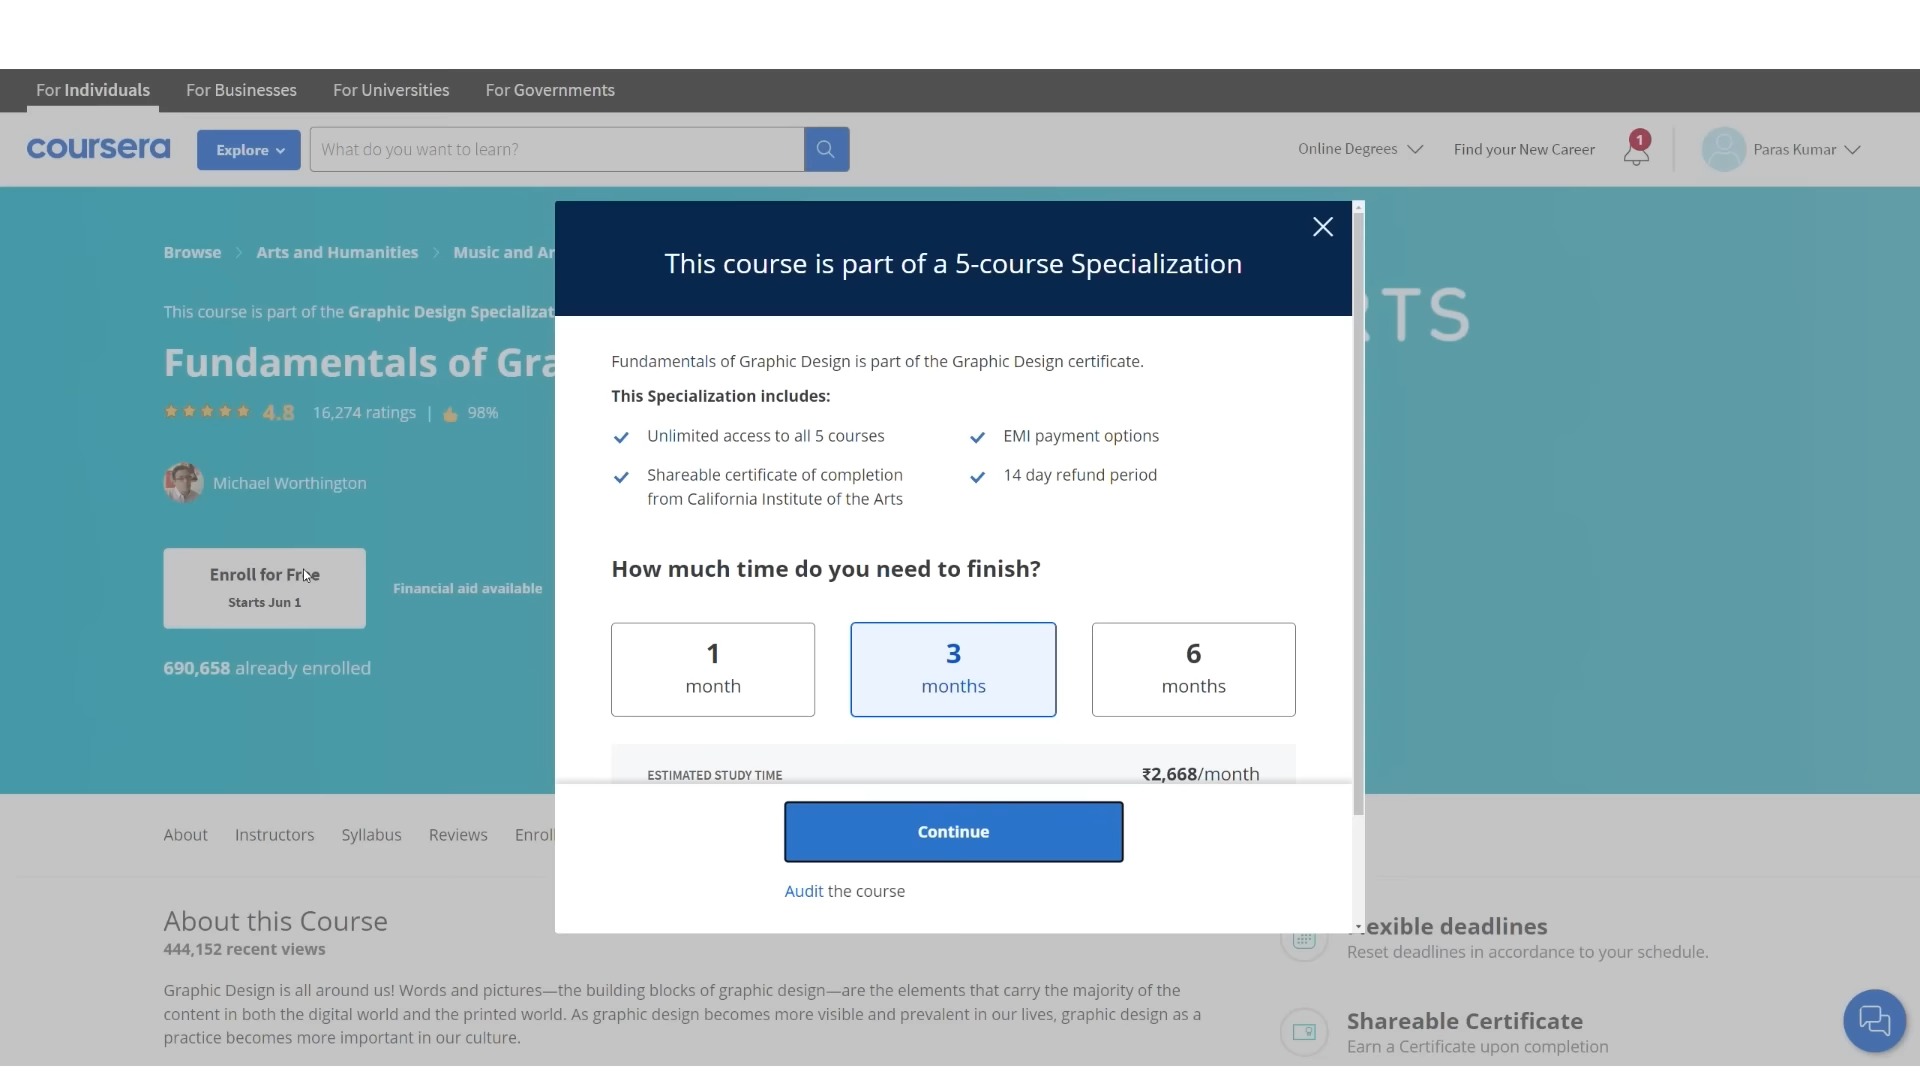 For Individuals For Businesses For Universities For Governments
coursera Explore What do you want to learn? Online Degrees Find your New Career 1 Paras Kumar
Browse > Arts and Humanities > Music and Ar
This course is part of the Graphic Design Specializat
Fundamentals of Gra
4.8 16,274 ratings | 98%
Michael Worthington
Enroll for Free
Starts Jun 1
Financial aid available
690,658 already enrolled
RTS
This course is part of a 5-course Specialization
Fundamentals of Graphic Design is part of the Graphic Design certificate.
This Specialization includes:
Unlimited access to all 5 courses
EMI payment options
Shareable certificate of completion
from California Institute of the Arts
14 day refund period
How much time do you need to finish?
1
month
3
months
6
months
ESTIMATED STUDY TIME ₹2,668/month
Continue
Audit the course
About Instructors Syllabus Reviews Enroll
About this Course
444,152 recent views
Graphic Design is all around us! Words and pictures—the building blocks of graphic design—are the elements that carry the majority of the
content in both the digital world and the printed world. As graphic design becomes more visible and prevalent in our lives, graphic design as a
practice becomes more important in our culture.
lexible deadlines
Reset deadlines in accordance to your schedule.
Shareable Certificate
Earn a Certificate upon completion